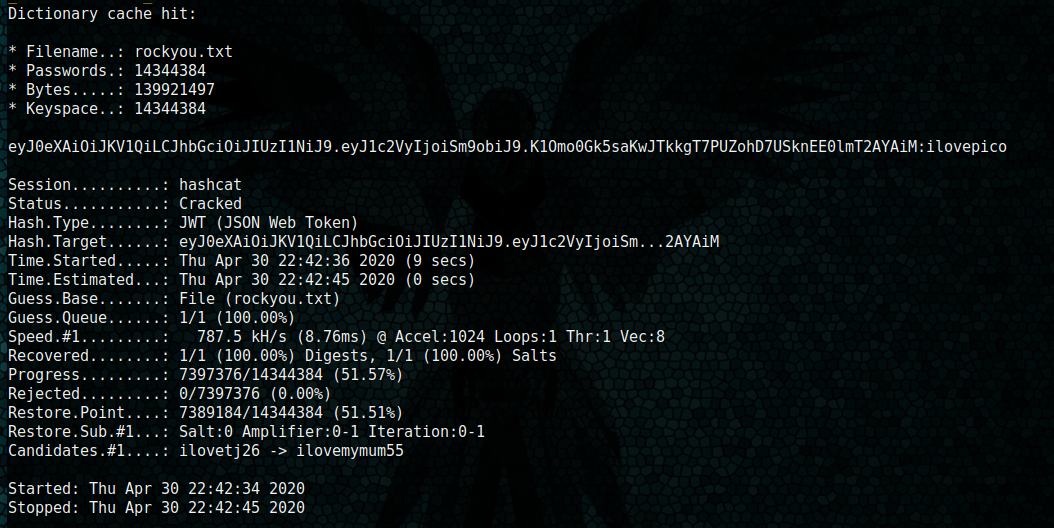 Dictionary cache hit:
* Filename..: rockyou.txt
* Passwords.: 14344384
* Bytes.....: 139921497
* Keyspace..: 14344384
eyJ0eXAiOiJKV1QiLCJhbGciOiJIUzI1NiJ9.eyJ1c2VyIjoiSm9obiJ9.K1Omo0Gk5saKwJTkkgT7PUZohD7USknEE0lmT2AYAiM:ilovepico
Session..........: hashcat
Status...........: Cracked
Hash.Type........: JWT (JSON Web Token)
Hash.Target......: eyJ0eXAiOiJKV1QiLCJhbGciOiJIUzI1NiJ9.eyJ1c2VyIjoiSm...2AYAiM
Time.Started.....: Thu Apr 30 22:42:36 2020 (9 secs)
Time.Estimated...: Thu Apr 30 22:42:45 2020 (0 secs)
Guess.Base.......: File (rockyou.txt)
Guess.Queue......: 1/1 (100.00%)
Speed.#1.........:   787.5 kH/s (8.76ms) @ Accel:1024 Loops:1 Thr:1 Vec:8
Recovered........: 1/1 (100.00%) Digests, 1/1 (100.00%) Salts
Progress.........: 7397376/14344384 (51.57%)
Rejected.........: 0/7397376 (0.00%)
Restore.Point....: 7389184/14344384 (51.51%)
Restore.Sub.#1...: Salt:0 Amplifier:0-1 Iteration:0-1
Candidates.#1....: ilovetj26 -> ilovemymum55
Started: Thu Apr 30 22:42:34 2020
Stopped: Thu Apr 30 22:42:45 2020